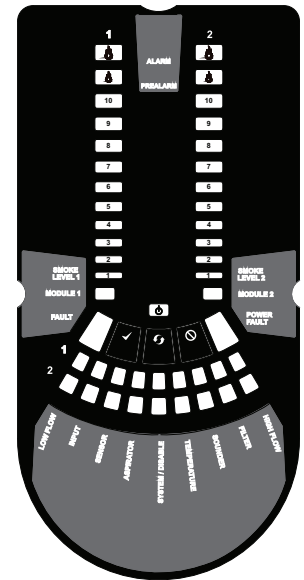 1 2
ALARM
PREALARM
10 10
9 9
8 8
7 7
6 6
5 5
4 4
3 3
2 2
1 1
SMOKE
LEVEL 1
MODULE 1
FAULT
SMOKE
LEVEL 2
MODULE 2
POWER
FAULT
1
2
LOW FLOW
INPUT
SENSOR
ASPIRATOR
SYSTEM / DISABLE
TEMPERATURE
SOUNDER
FILTER
HIGH FLOW